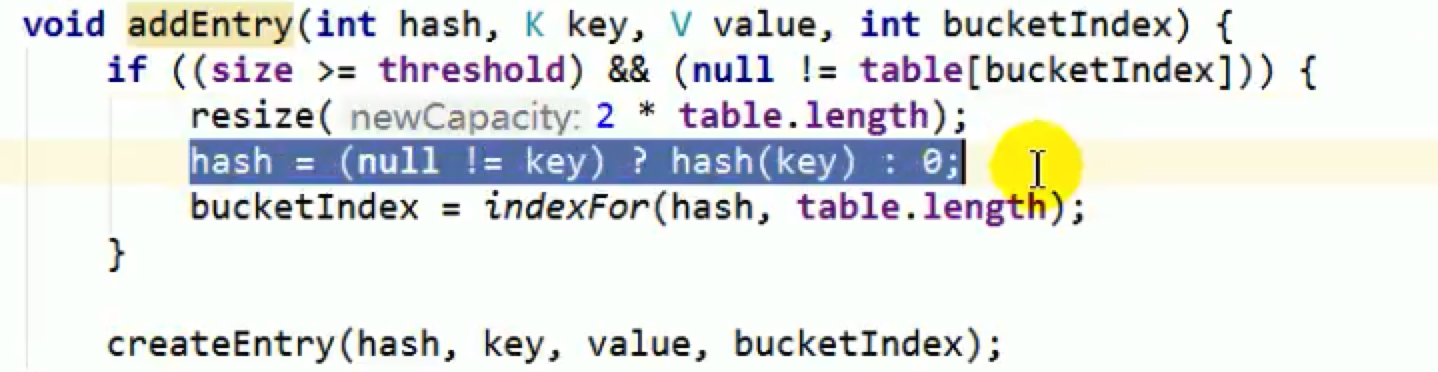 void addEntry(int hash, K key, V value, int bucketIndex) {
if ((size >= threshold) && (null != table[bucketIndex])) {
resize( newCapacity: 2 * table.length);
hash = (null != key) ? hash(key) : 0;
bucketIndex = indexFor(hash, table.length);
}
createEntry(hash, key, value, bucketIndex);